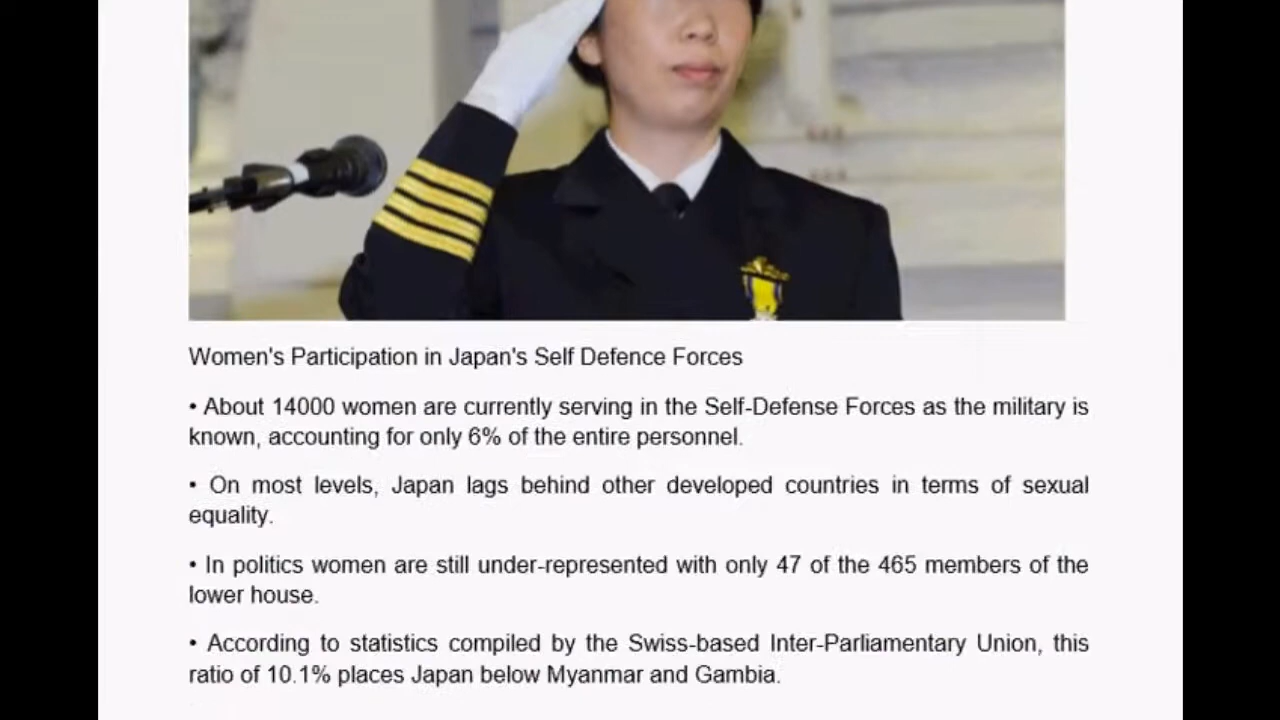 Women's Participation in Japan's Self Defence Forces
• About 14000 women are currently serving in the Self-Defense Forces as the military is
known, accounting for only 6% of the entire personnel.
• On most levels, Japan lags behind other developed countries in terms of sexual
equality.
• In politics women are still under-represented with only 47 of the 465 members of the
lower house.
• According to statistics compiled by the Swiss-based Inter-Parliamentary Union, this
ratio of 10.1% places Japan below Myanmar and Gambia.